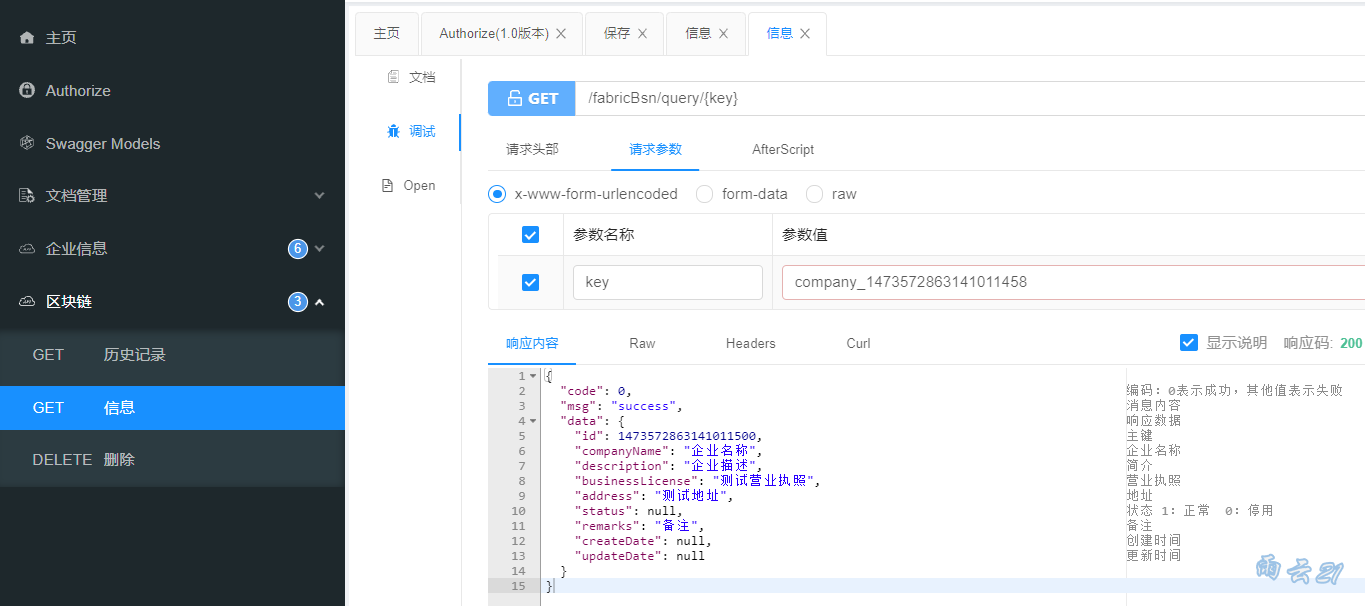 主页
Authorize
Swagger Models
文档管理
企业信息 6
区块链 3
GET 历史记录
GET 信息
DELETE 删除
主页 Authorize(1.0版本) 保存 信息 信息
文档
调试
Open
GET /fabricBsn/query/{key}
请求头部 请求参数 AfterScript
x-www-form-urlencoded form-data raw
参数名称 参数值
key company_1473572863141011458
响应内容 Raw Headers Curl 显示说明 响应码: 200
1 {
2 "code": 0, 编码: 0表示成功, 其他值表示失败
3 "msg": "success", 消息内容
4 "data": { 响应数据
5 "id": 1473572863141011500, 主键
6 "companyName": "企业名称", 企业名称
7 "description": "企业描述", 简介
8 "businessLicense": "测试营业执照", 营业执照
9 "address": "测试地址", 地址
10 "status": null, 状态 1: 正常 0: 停用
11 "remarks": "备注", 备注
12 "createDate": null, 创建时间
13 "updateDate": null 更新时间
14 }
15 }
雨云21